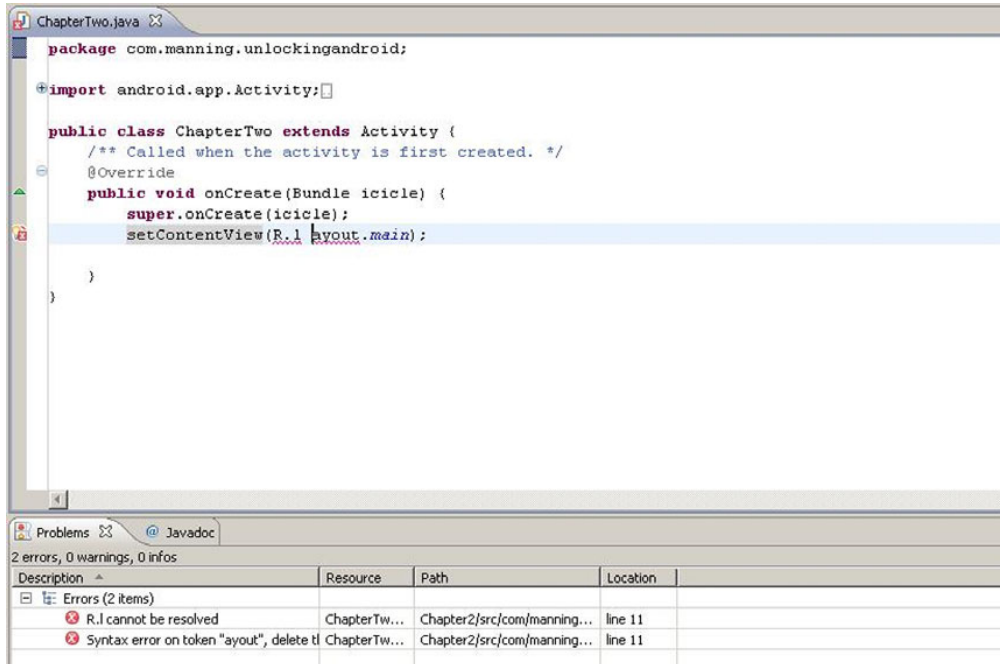 ChapterTwo.java
package com.manning.unlockingandroid;
import android.app.Activity;
public class ChapterTwo extends Activity {
/** Called when the activity is first created. */
@Override
public void onCreate(Bundle icicle) {
super.onCreate(icicle);
setContentView(R.l ayout.main);
}
}
Problems @ Javadoc
2 errors, 0 warnings, 0 infos
Description Resource Path Location
Errors (2 items)
R.l cannot be resolved ChapterTw... Chapter2/src/com/manning... line 11
Syntax error on token "ayout", delete tl ChapterTw... Chapter2/src/com/manning... line 11